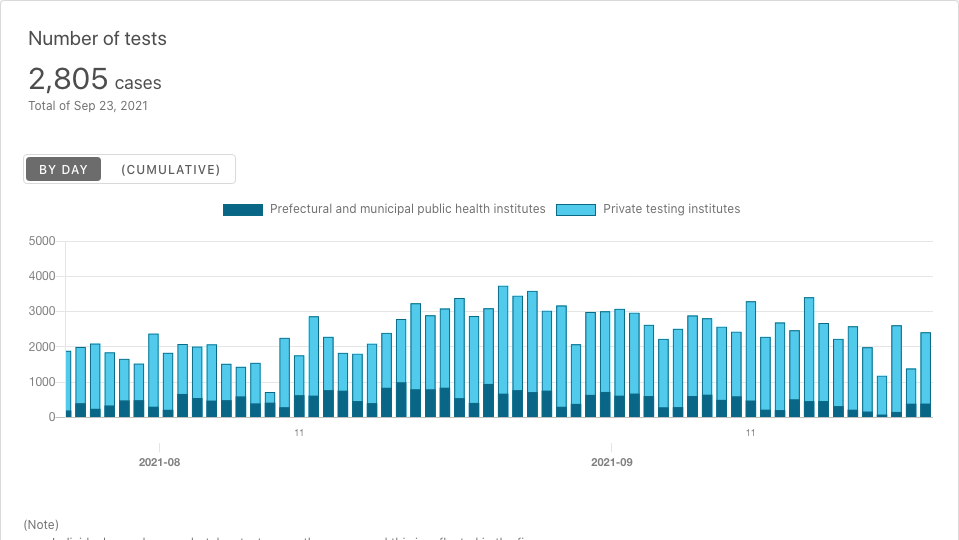 Number of tests
2,805 cases
Total of Sep 23, 2021
BY DAY (CUMULATIVE)
Prefectural and municipal public health institutes Private testing institutes
5000
4000
3000
2000
1000
0
11 11
2021-08 2021-09
(Note)